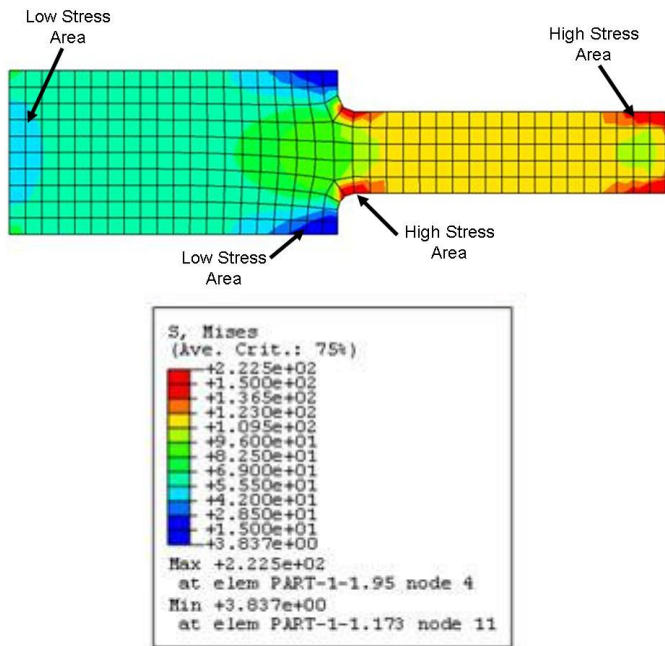 Low Stress
Area
High Stress
Area
Low Stress
Area
High Stress
Area
S, Mises
(Ave. Crit.: 75%)
+2.225e+02
+1.500e+02
+1.365e+02
+1.230e+02
+1.095e+02
+9.600e+01
+8.250e+01
+6.900e+01
+5.550e+01
+4.200e+01
+2.850e+01
+1.500e+01
+3.837e+00
Max +2.225e+02
at elem PART-1-1.95 node 4
Min +3.837e+00
at elem PART-1-1.173 node 11